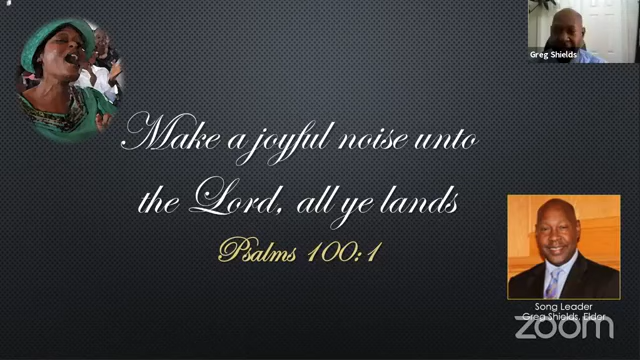 Greg Shields
Make a joyful noise unto
the Lord, all ye lands
Psalms 100:1
Song Leader
Greg Shields, Elder
zoom